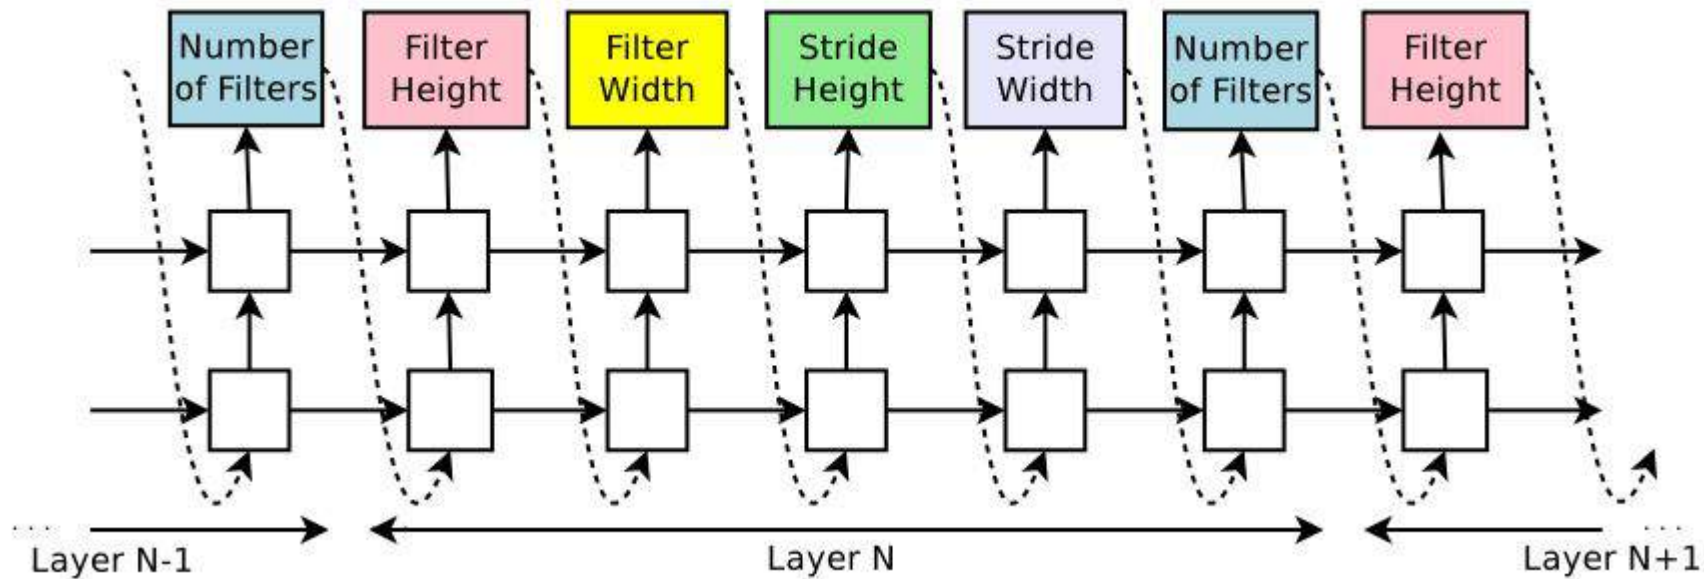 Number
of Filters
Filter
Height
Filter
Width
Stride
Height
Stride
Width
Number
of Filters
Filter
Height
. . .
. . .
Layer N-1
Layer N
Layer N+1